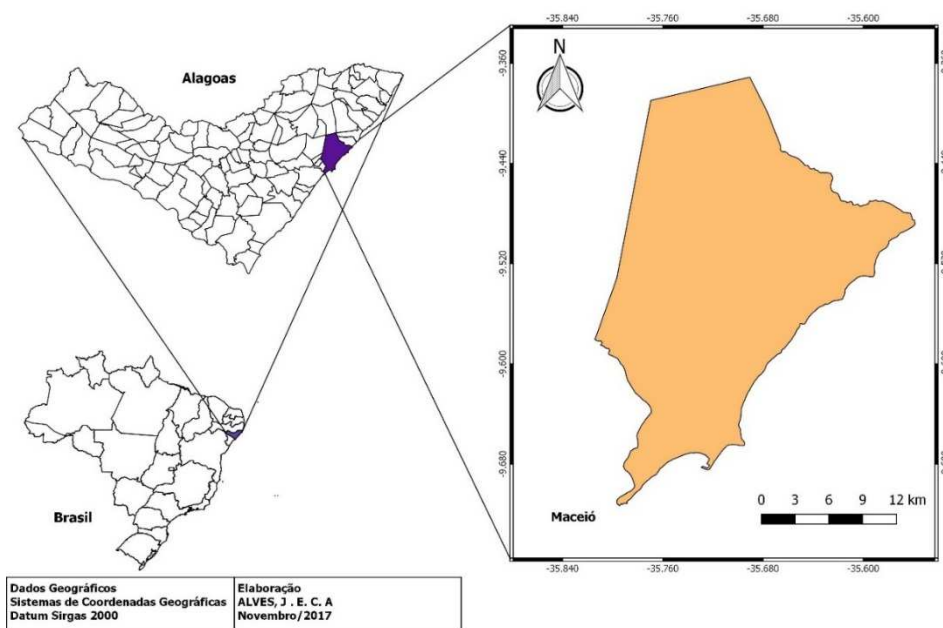 -35.840 -35.760 -35.680 -35.600
Alagoas
N
-9.440
-9.520
-9.600
-9.680
Brasil
Maceió
0 3 6 9 12 km
-35.840 -35.760 -35.680 -35.600
Dados Geográficos
Sistemas de Coordenadas Geográficas
Datum Sirgas 2000
Elaboração
ALVES, J . E. C. A
Novembro/2017